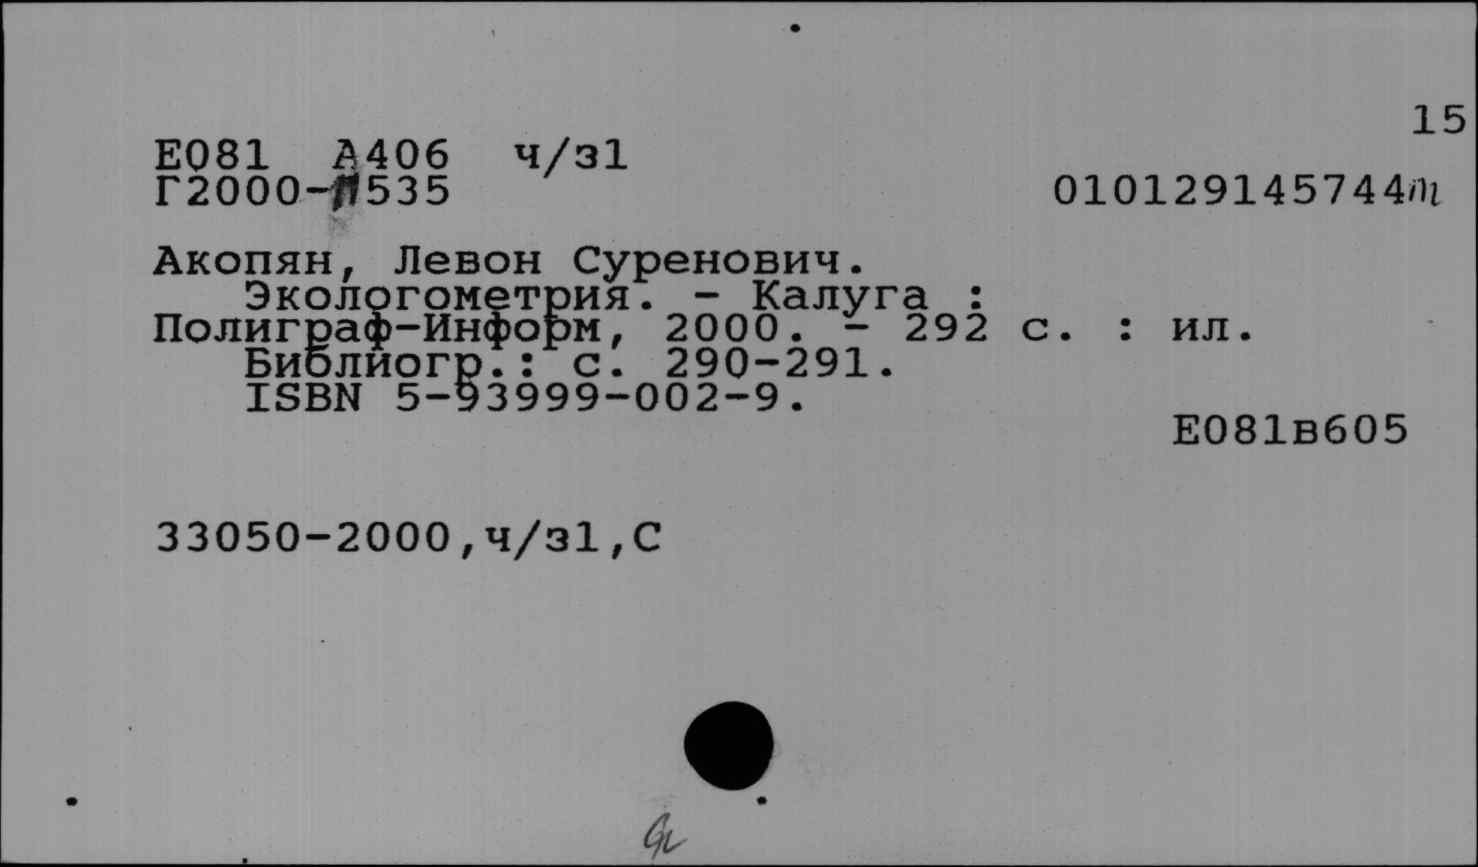 15
Е081 А406 ч/з1
Г2000-П535
010129145744m
Акопян, Левон Суренович.
Экологометрия. - Калуга :
Полиграф-Информ, 2000. - 292 с. : ил.
Библиогр.: с. 290-291.
ISBN 5-93999-002-9.
Е081в605
33050-2000,ч/з1,С